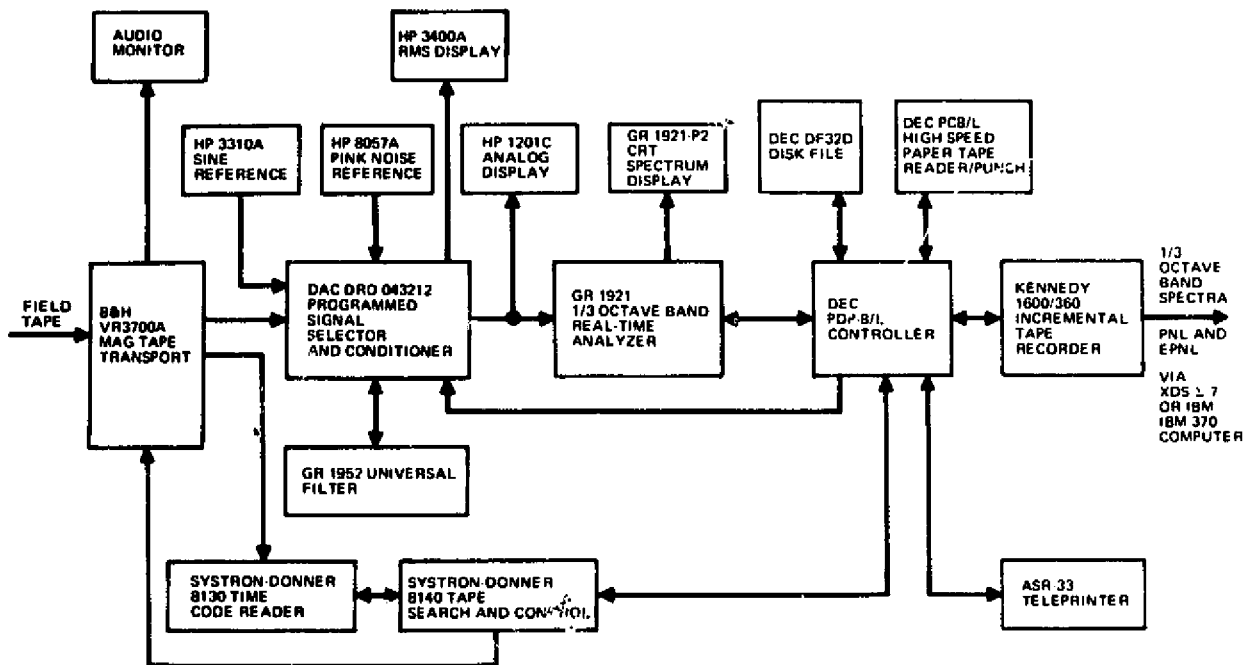 AUDIO
MONITOR
HP 3400A
RMS DISPLAY
HP 3310A
SINE
REFERENCE
HP 8057A
PINK NOISE
REFERENCE
HP 1201C
ANALOG
DISPLAY
GR 1921-P2
CRT
SPECTRUM
DISPLAY
DEC DF32D
DISK FILE
DEC PC8/L
HIGH SPEED
PAPER TAPE
READER/PUNCH
FIELD
TAPE
B&H
VR3700A
MAG TAPE
TRANSPORT
DAC DRD 043212
PROGRAMMED
SIGNAL
SELECTOR
AND CONDITIONER
GR 1921
1/3 OCTAVE BAND
REAL-TIME
ANALYZER
DEC
PDP-8/L
CONTROLLER
KENNEDY
1600/360
INCREMENTAL
TAPE
RECORDER
1/3
OCTAVE
BAND
SPECTRA
PNL AND
EPNL
VIA
XDS Σ 7
OR IBM
IBM 370
COMPUTER
GR 1952 UNIVERSAL
FILTER
SYSTRON-DONNER
8130 TIME
CODE READER
SYSTRON-DONNER
8140 TAPE
SEARCH AND CONTROL
ASR-33
TELEPRINTER